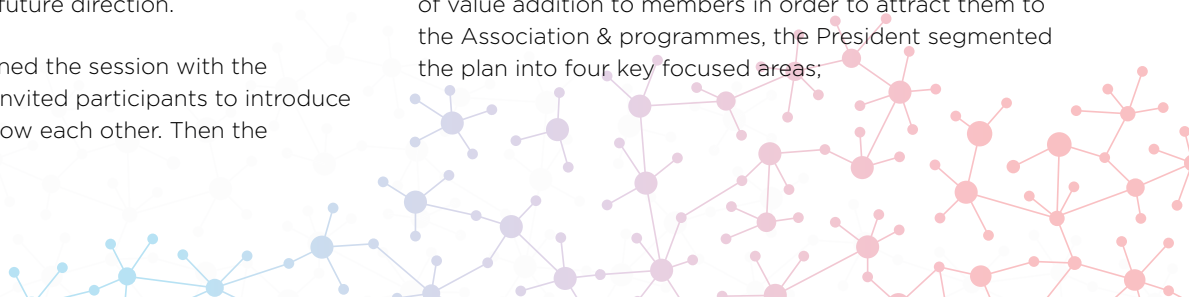 future direction.
ned the session with the
nvited participants to introduce
ow each other. Then the
of value addition to members in order to attract them to
the Association & programmes, the President segmented
the plan into four key focused areas;